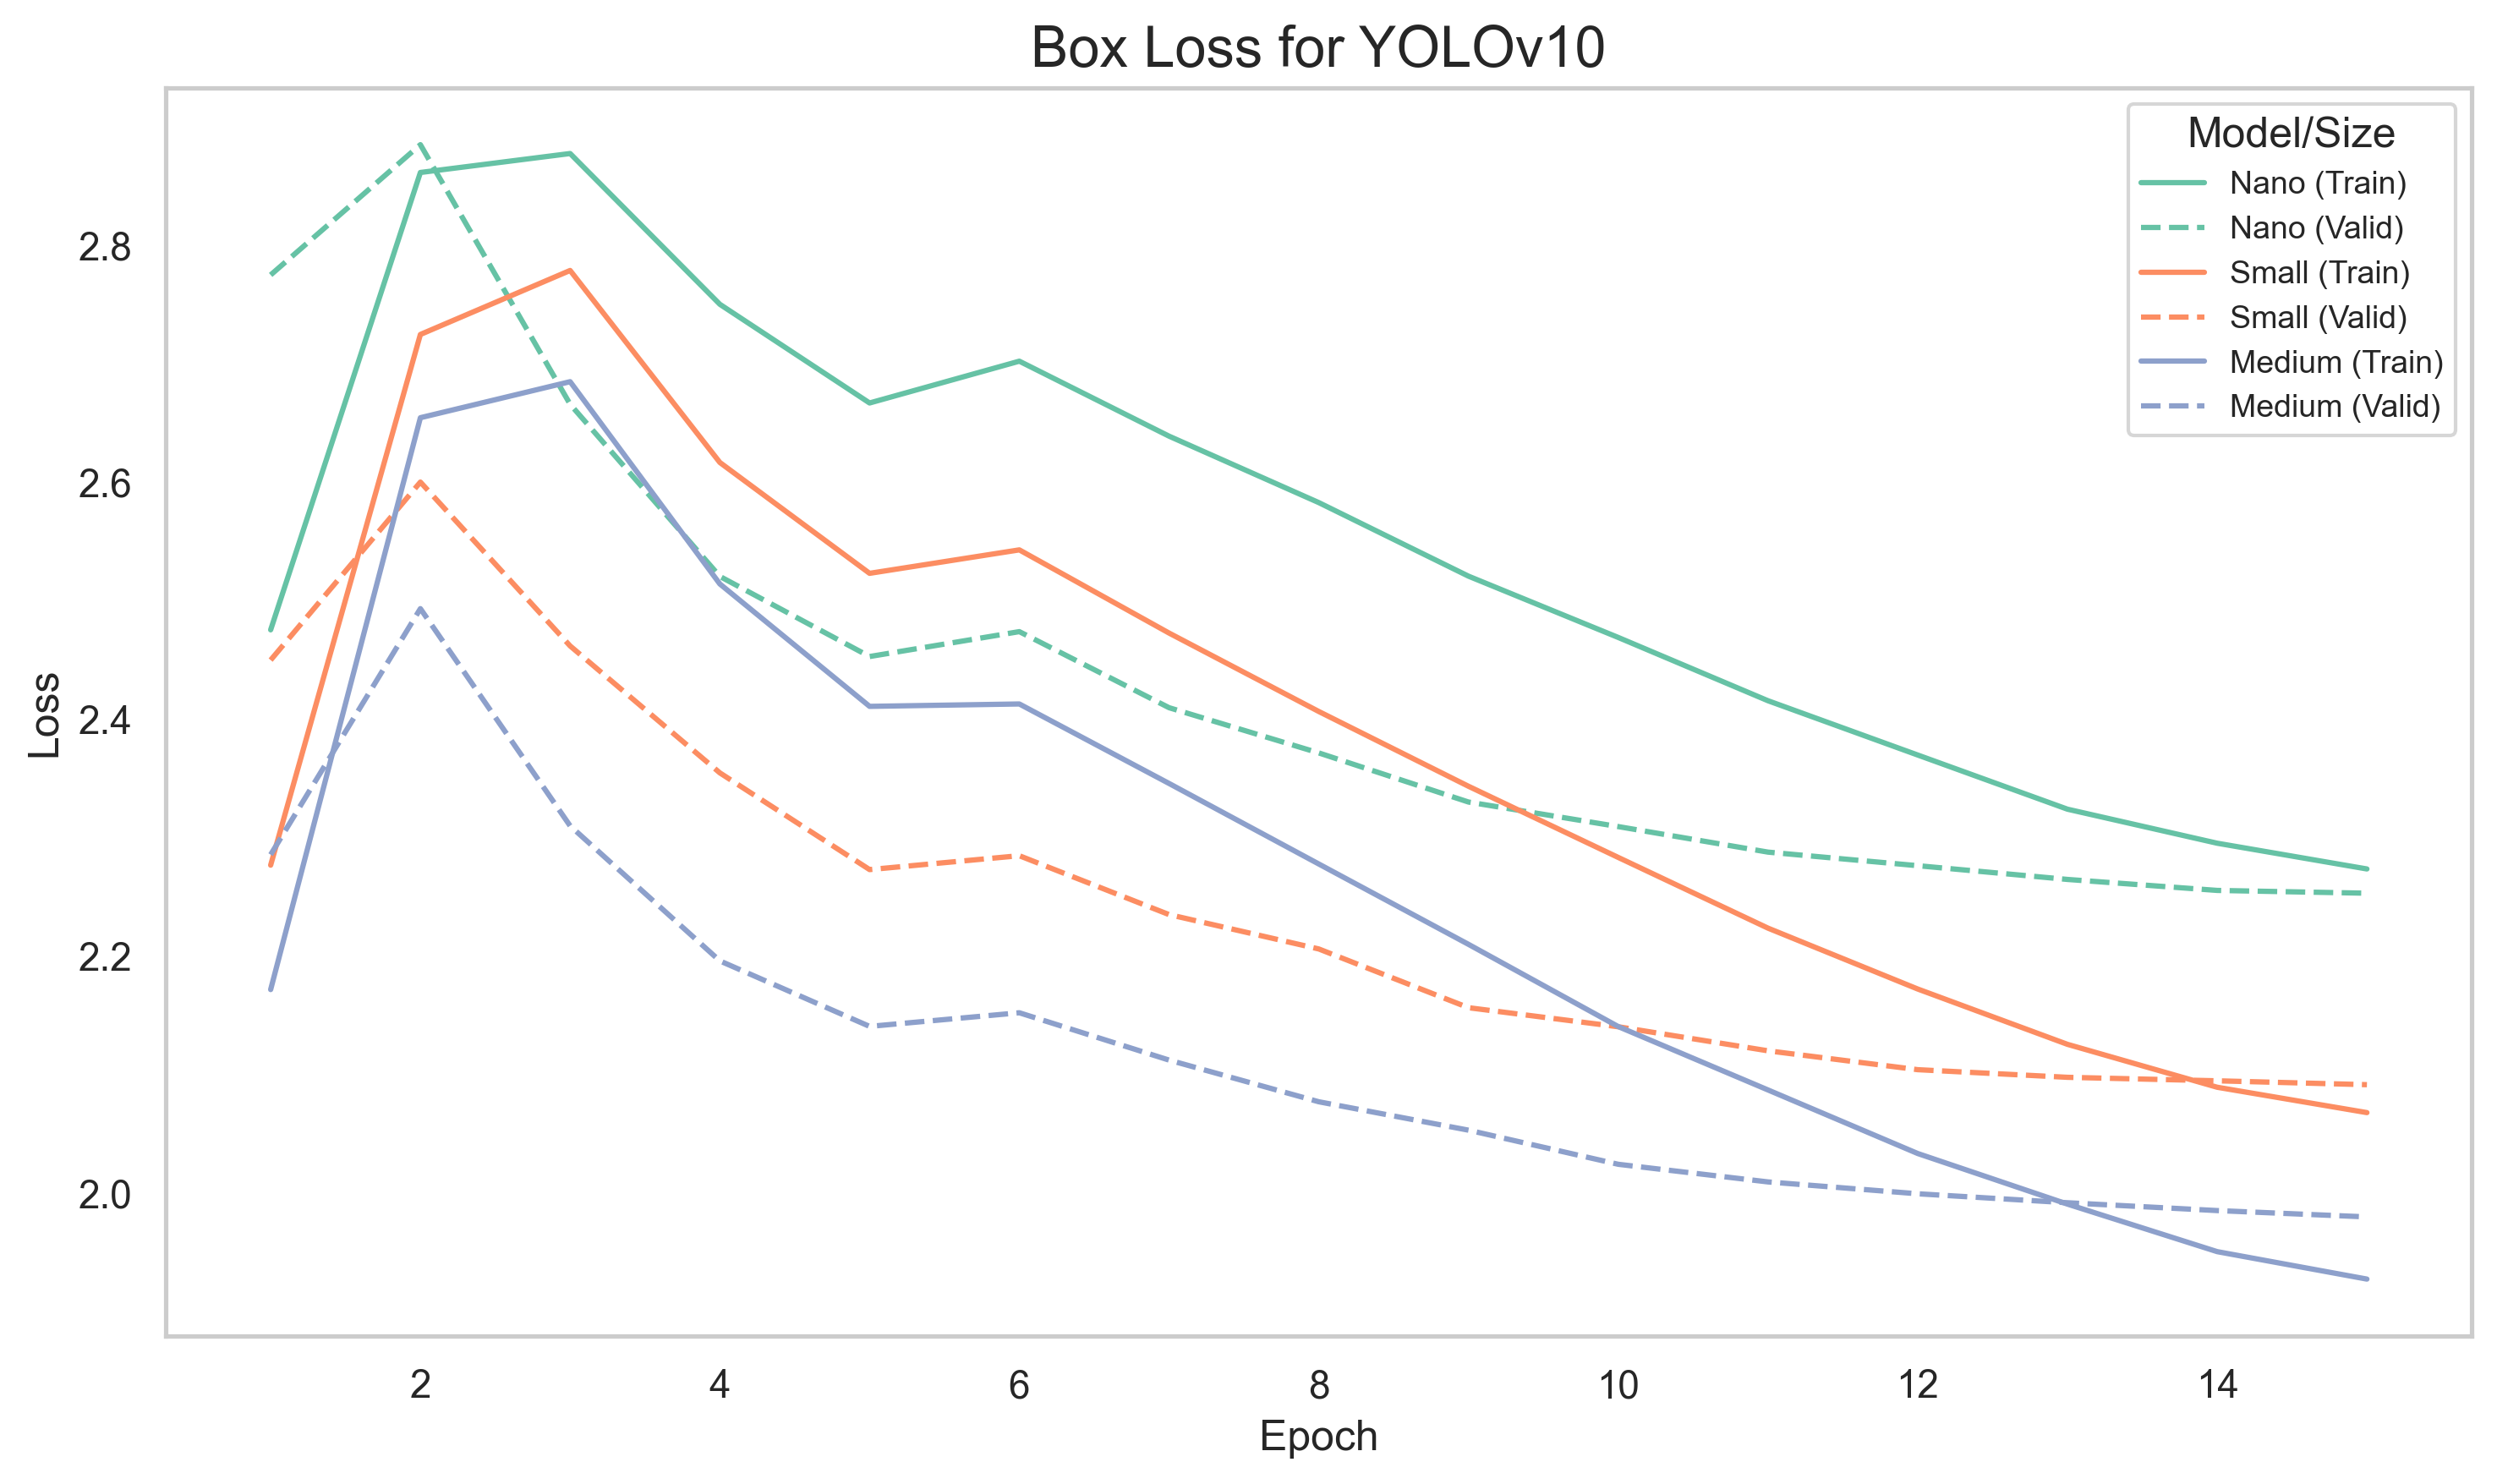 Box Loss for YOLOv10
Model/Size
Nano (Train)
Nano (Valid)
Small (Train)
Small (Valid)
Medium (Train)
Medium (Valid)
Loss
2.8
2.6
2.4
2.2
2.0
2 4 6 8 10 12 14
Epoch